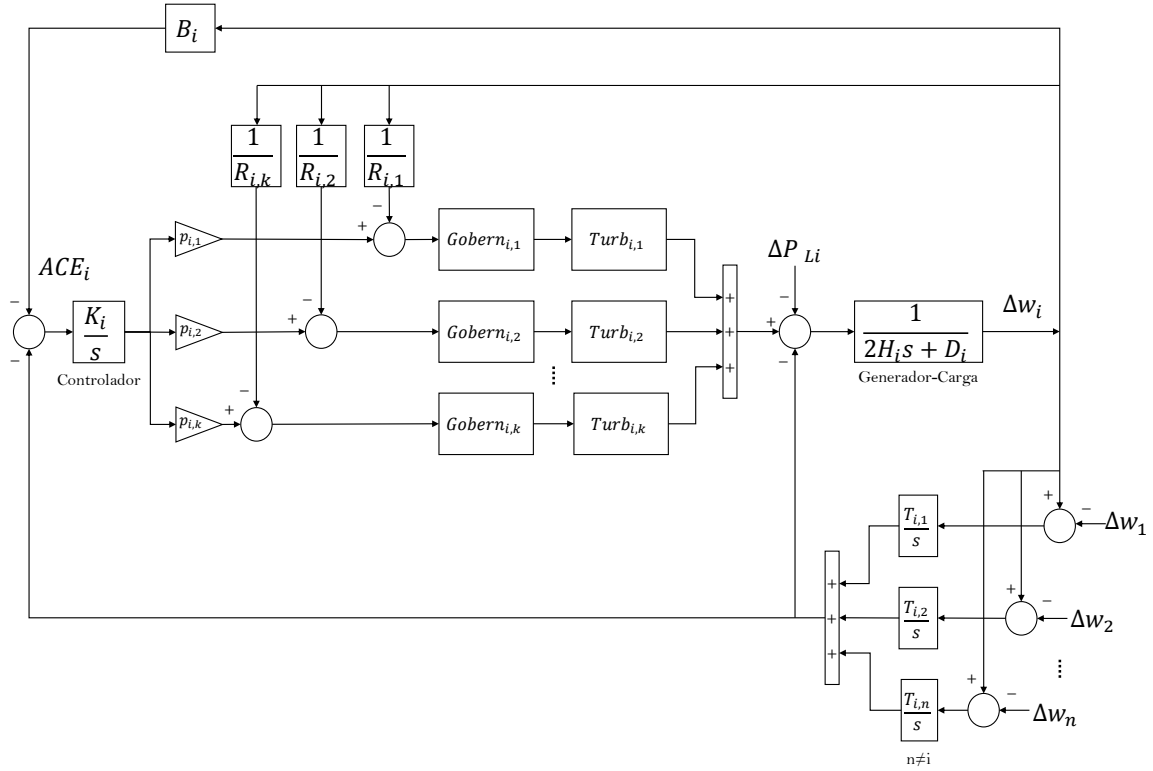 B_i
1/R_{i,k} 1/R_{i,2} 1/R_{i,1}
− − −
p_{i,1} + Gobern_{i,1} Turb_{i,1}
ACE_i
ΔP_{Li}
− K_i/s p_{i,2} + Gobern_{i,2} Turb_{i,2} + + + + − 1/(2H_i s + D_i) Δw_i
− −
Controlador
Generador-Carga
p_{i,k} + Gobern_{i,k} Turb_{i,k}
T_{i,1}/s + − Δw_1
+ + +
T_{i,2}/s + − Δw_2
T_{i,n}/s + − Δw_n
n≠i